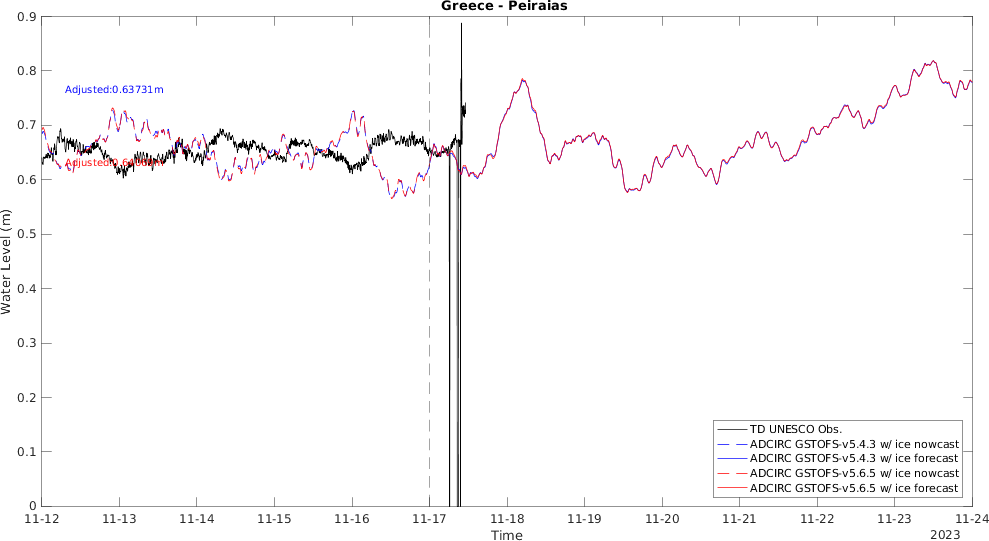 Greece - Peiraias
0.9
0.8
0.7
0.6
0.5
0.4
0.3
0.2
0.1
0
Water Level (m)
Adjusted:0.63731m
11-12
11-13
11-14
11-15
11-16
11-17
11-18
11-19
11-20
11-21
11-22
11-23
11-24
Time
2023
TD UNESCO Obs.
ADCIRC GSTOFS-v5.4.3 w/ ice nowcast
ADCIRC GSTOFS-v5.4.3 w/ ice forecast
ADCIRC GSTOFS-v5.6.5 w/ ice nowcast
ADCIRC GSTOFS-v5.6.5 w/ ice forecast